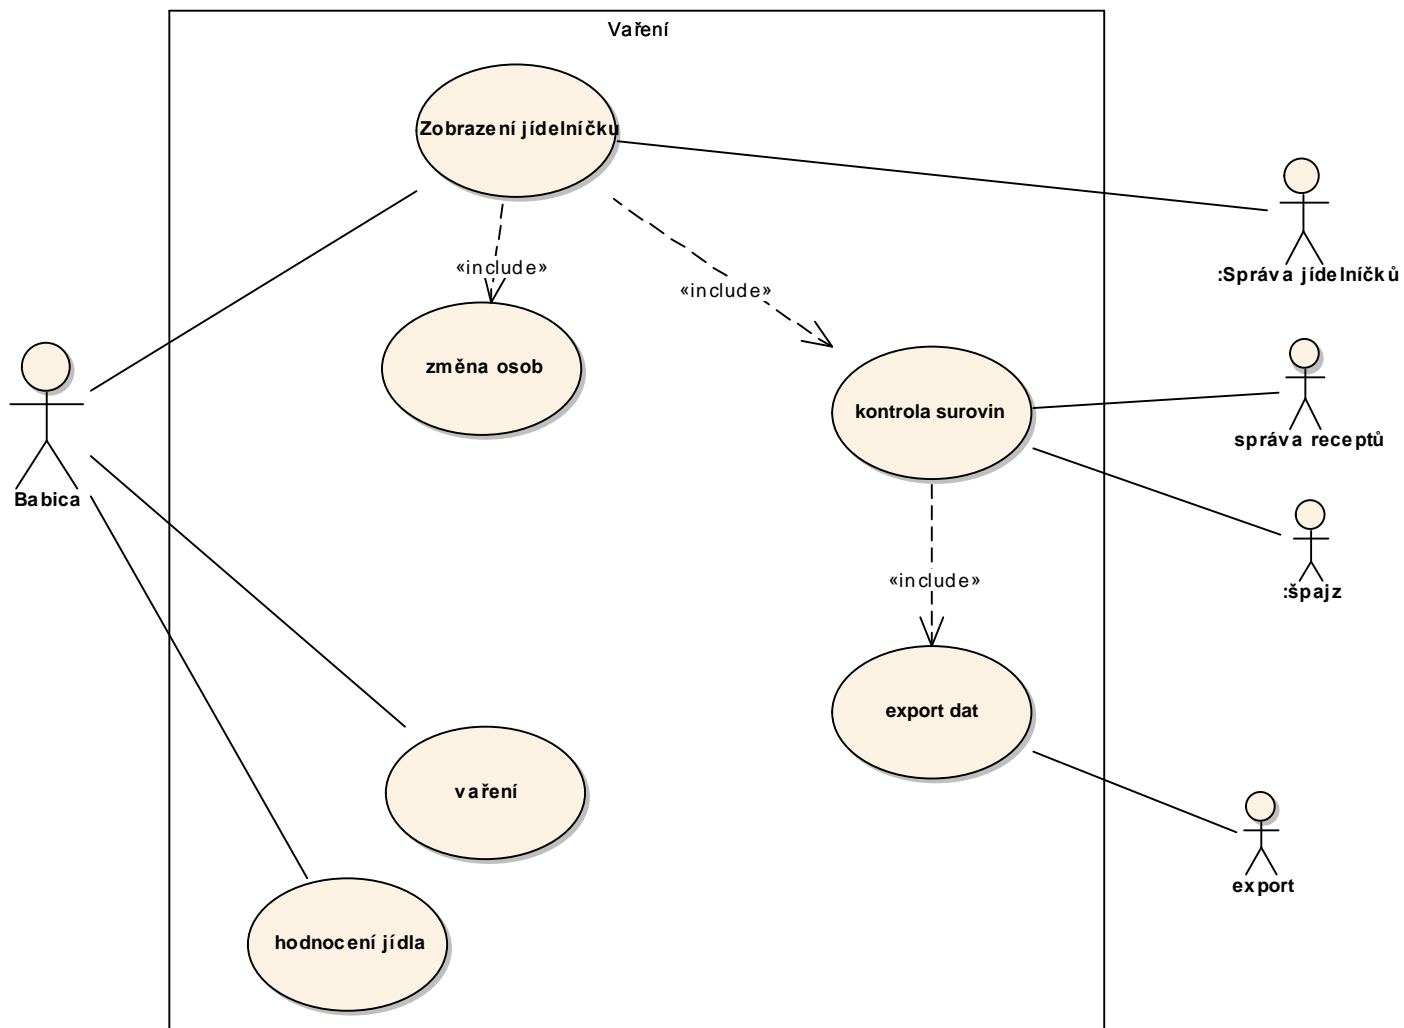 Vaření
Zobrazení jídelníčku
:Správa jídelníčků
«include»
«include»
změna osob
kontrola surovin
správa receptů
Babica
:špajz
«include»
export dat
vaření
export
hodnocení jídla